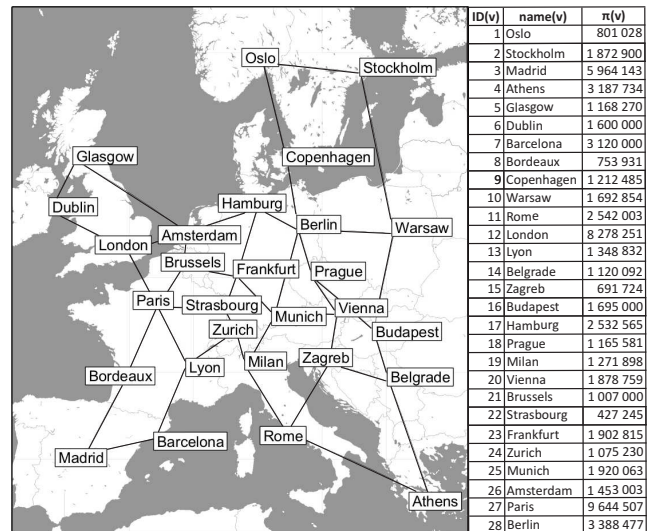 Oslo
Stockholm
Glasgow
Copenhagen
Dublin
Hamburg
Amsterdam
Berlin
Warsaw
London
Brussels
Frankfurt
Prague
Paris
Strasbourg
Munich
Vienna
Zurich
Budapest
Lyon
Milan
Zagreb
Bordeaux
Belgrade
Madrid
Barcelona
Rome
Athens
ID(v) name(v) π(v)
1 Oslo 801 028
2 Stockholm 1 872 900
3 Madrid 5 964 143
4 Athens 3 187 734
5 Glasgow 1 168 270
6 Dublin 1 600 000
7 Barcelona 3 120 000
8 Bordeaux 753 931
9 Copenhagen 1 212 485
10 Warsaw 1 692 854
11 Rome 2 542 003
12 London 8 278 251
13 Lyon 1 348 832
14 Belgrade 1 120 092
15 Zagreb 691 724
16 Budapest 1 695 000
17 Hamburg 2 532 565
18 Prague 1 165 581
19 Milan 1 271 898
20 Vienna 1 878 759
21 Brussels 1 007 000
22 Strasbourg 427 245
23 Frankfurt 1 902 815
24 Zurich 1 075 230
25 Munich 1 920 063
26 Amsterdam 1 453 003
27 Paris 9 644 507
28 Berlin 3 388 477